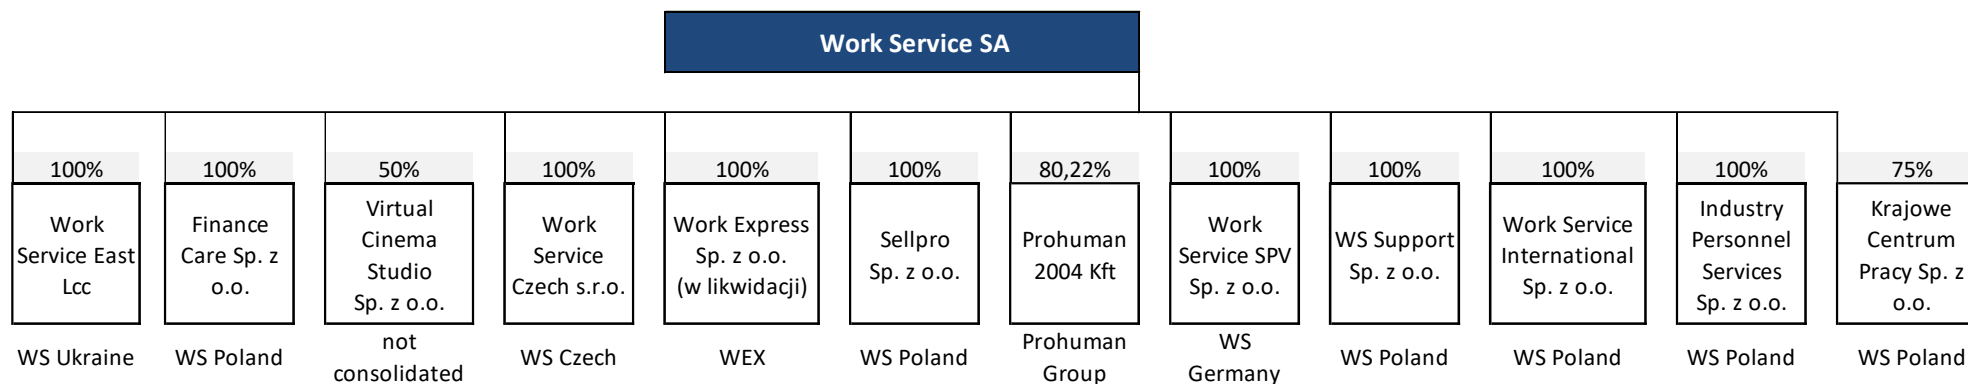 Work Service SA
100%
100%
50%
100%
100%
100%
80,22%
100%
100%
100%
100%
75%
Work
Service East
Lcc
Finance
Care Sp. z
o.o.
Virtual
Cinema
Studio
Sp. z o.o.
Work
Service
Czech s.r.o.
Work Express
Sp. z o.o.
(w likwidacji)
Sellpro
Sp. z o.o.
Prohuman
2004 Kft
Work
Service SPV
Sp. z o.o.
WS Support
Sp. z o.o.
Work Service
International
Sp. z o.o.
Industry
Personnel
Services
Sp. z o.o.
Krajowe
Centrum
Pracy Sp. z
o.o.
WS Ukraine
WS Poland
not
consolidated
WS Czech
WEX
WS Poland
Prohuman
Group
WS
Germany
WS Poland
WS Poland
WS Poland
WS Poland